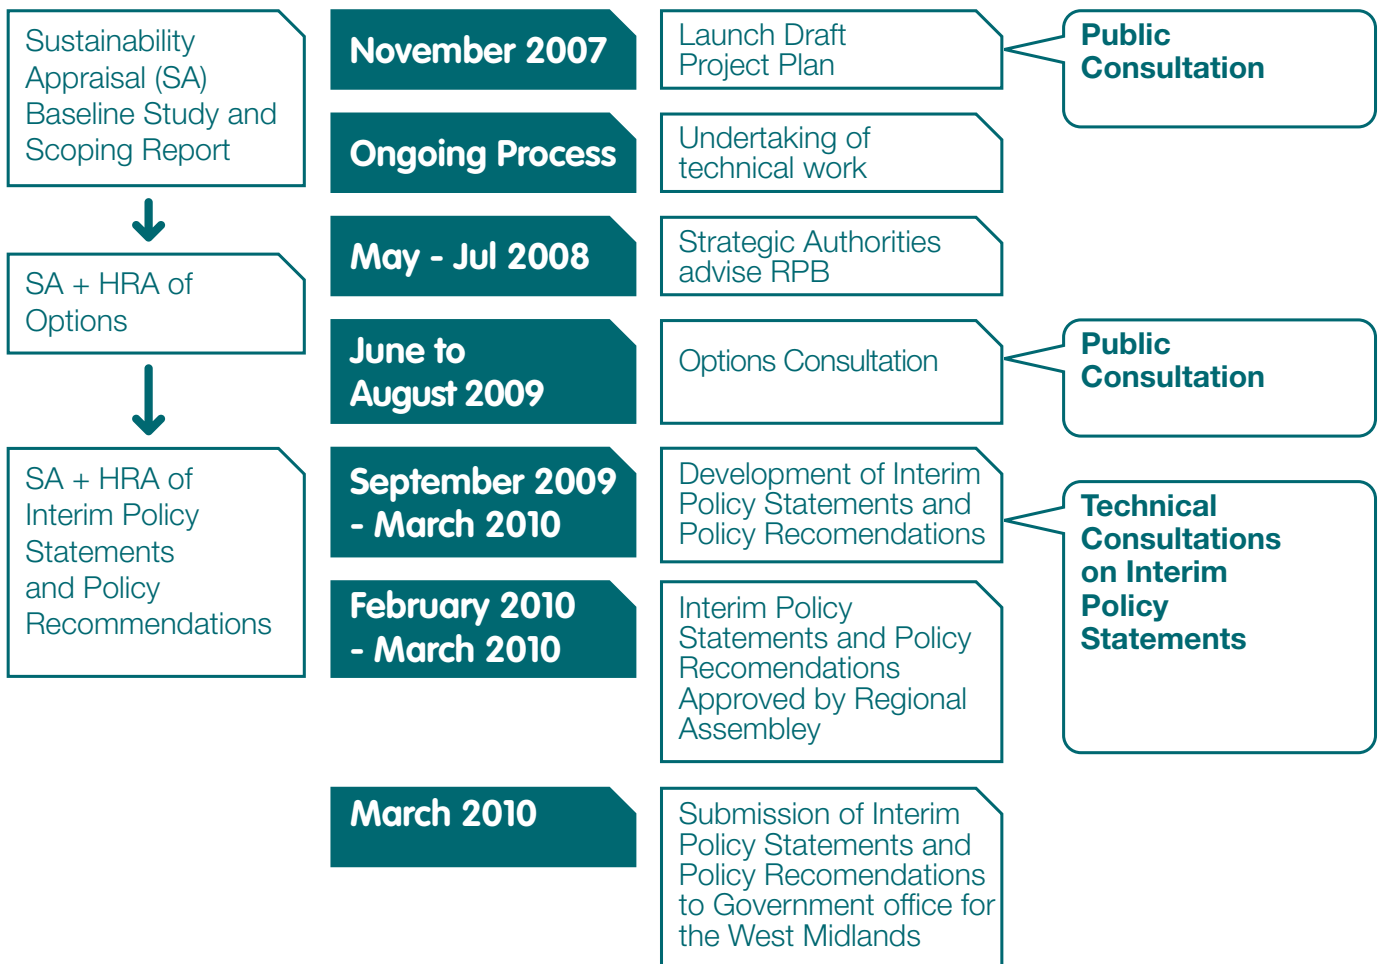 Sustainability
Appraisal (SA)
Baseline Study and
Scoping Report
SA + HRA of
Options
SA + HRA of
Interim Policy
Statements
and Policy
Recommendations
November 2007
Launch Draft
Project Plan
Public
Consultation
Ongoing Process
Undertaking of
technical work
May - Jul 2008
Strategic Authorities
advise RPB
June to
August 2009
Options Consultation
Public
Consultation
September 2009
- March 2010
Development of Interim
Policy Statements and
Policy Recomendations
Technical
Consultations
on Interim
Policy
Statements
February 2010
- March 2010
Interim Policy
Statements and Policy
Recomendations
Approved by Regional
Assembley
March 2010
Submission of Interim
Policy Statements and
Policy Recomendations
to Government office for
the West Midlands